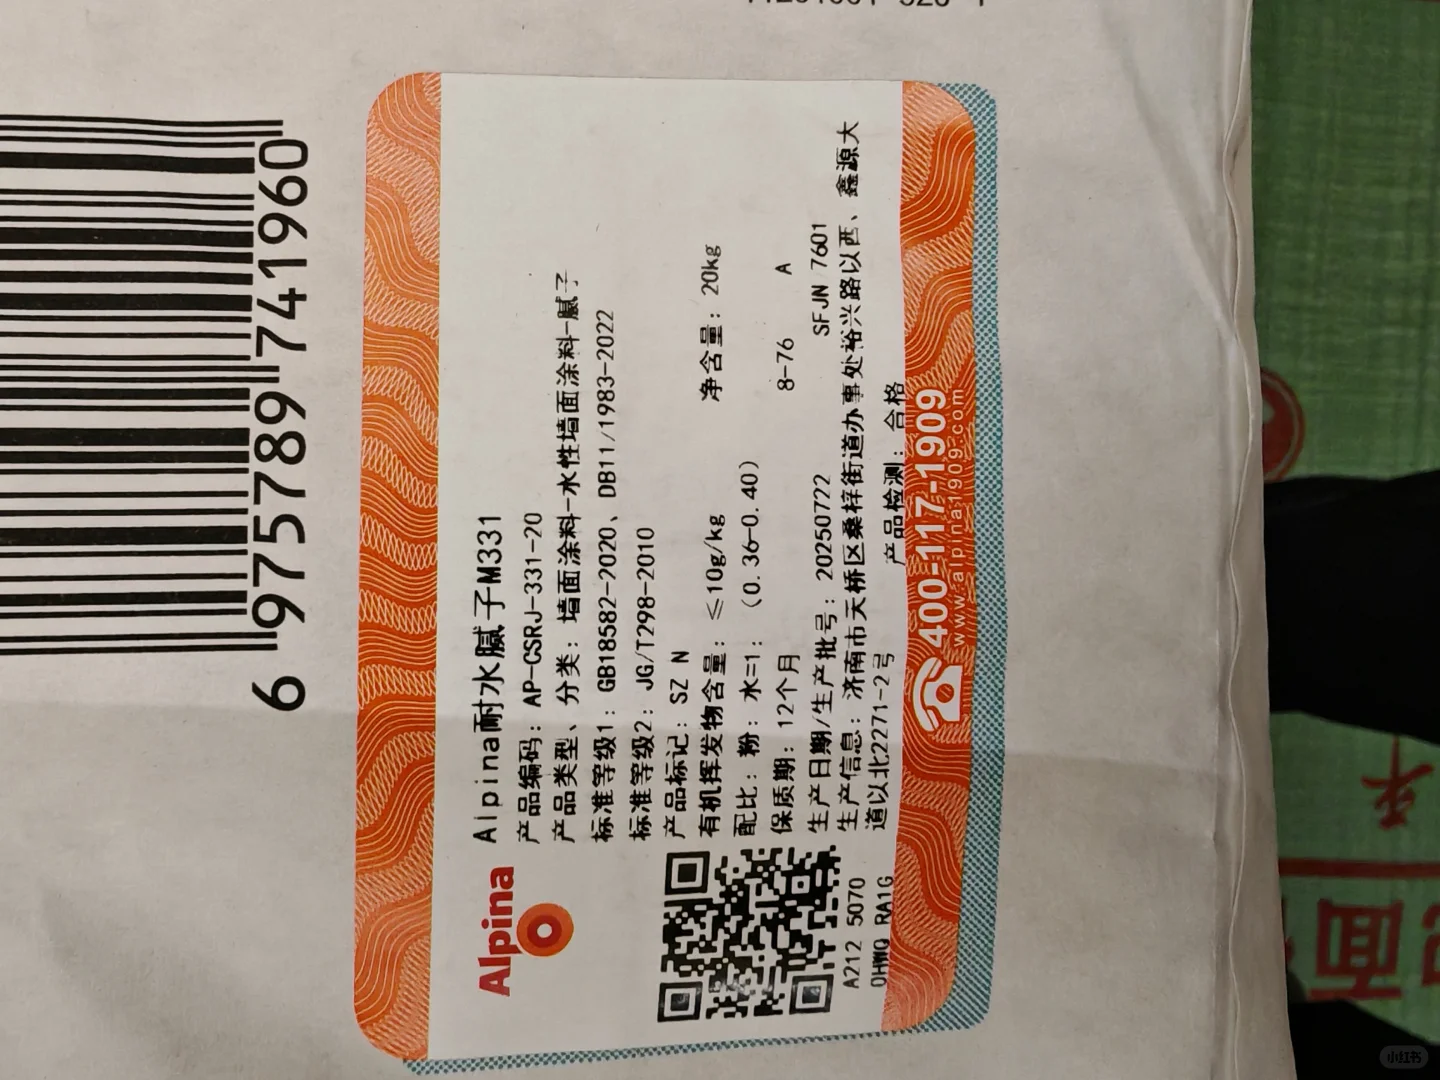 6 975789 741960
Alpina
Alpina耐水腻子M331
产品编码: AP-CSRJ-331-20
产品类型、分类: 墙面涂料-水性墙面涂料-腻子
标准等级1: GB18582-2020、DB11/1983-2022
标准等级2: JG/T298-2010
产品标记: SZ N
有机挥发物含量: ≤10g/kg 净含量: 20kg
配比: 粉: 水=1: (0.36-0.40)
保质期: 12个月 8-76 A
生产日期/生产批号: 20250722 SFJN 7601
生产信息: 济南市天桥区桑梓街道办事处裕兴路以西、鑫源大
道以北2271-2号 产品检测: 合格
A212 5070
0HWQ RA1G
400-117-1909
www.alpina1909.com
面
小红书